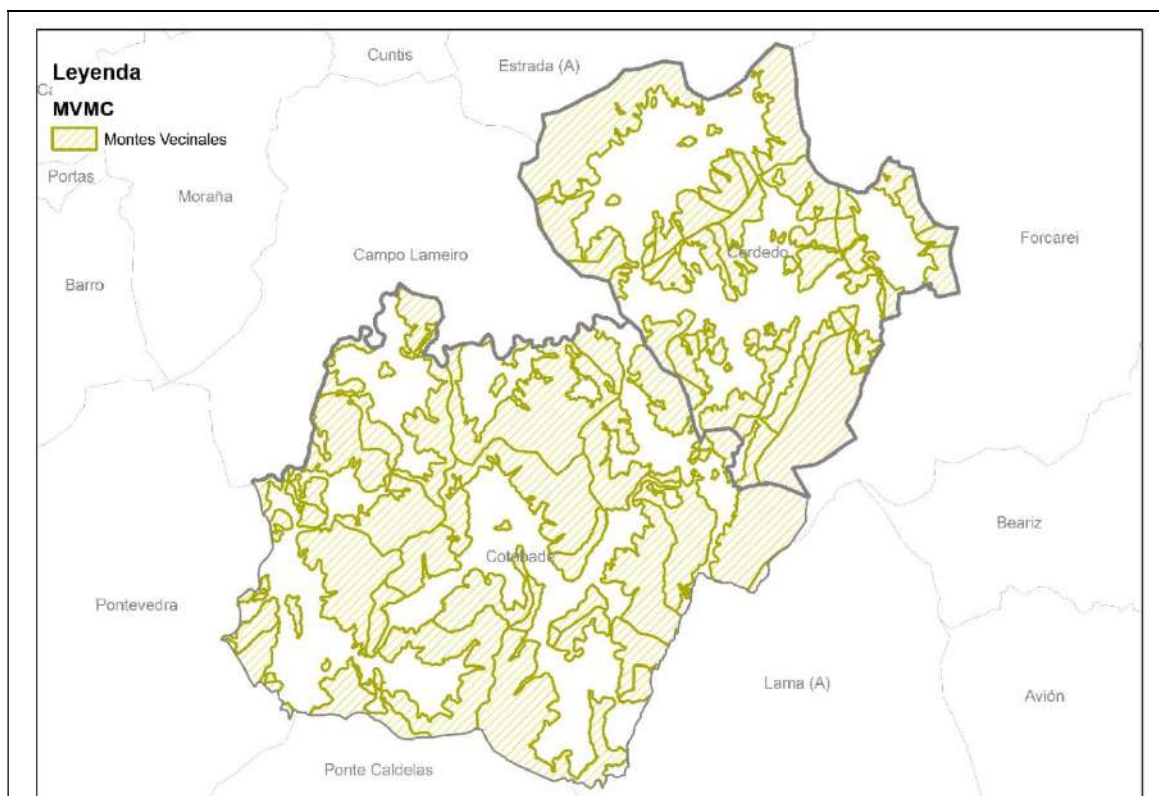 Leyenda
MVMC
Montes Vecinales
Cuntis
Estrada (A)
Portas
Moraña
Campo Lameiro
Barro
Cerdedo
Forcarei
Cotobade
Beariz
Pontevedra
Lama (A)
Avión
Ponte Caldelas